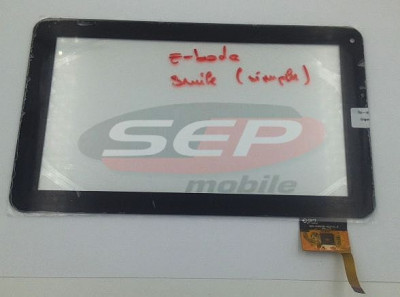 E-boda
Smile (simple)
SEP
mobile